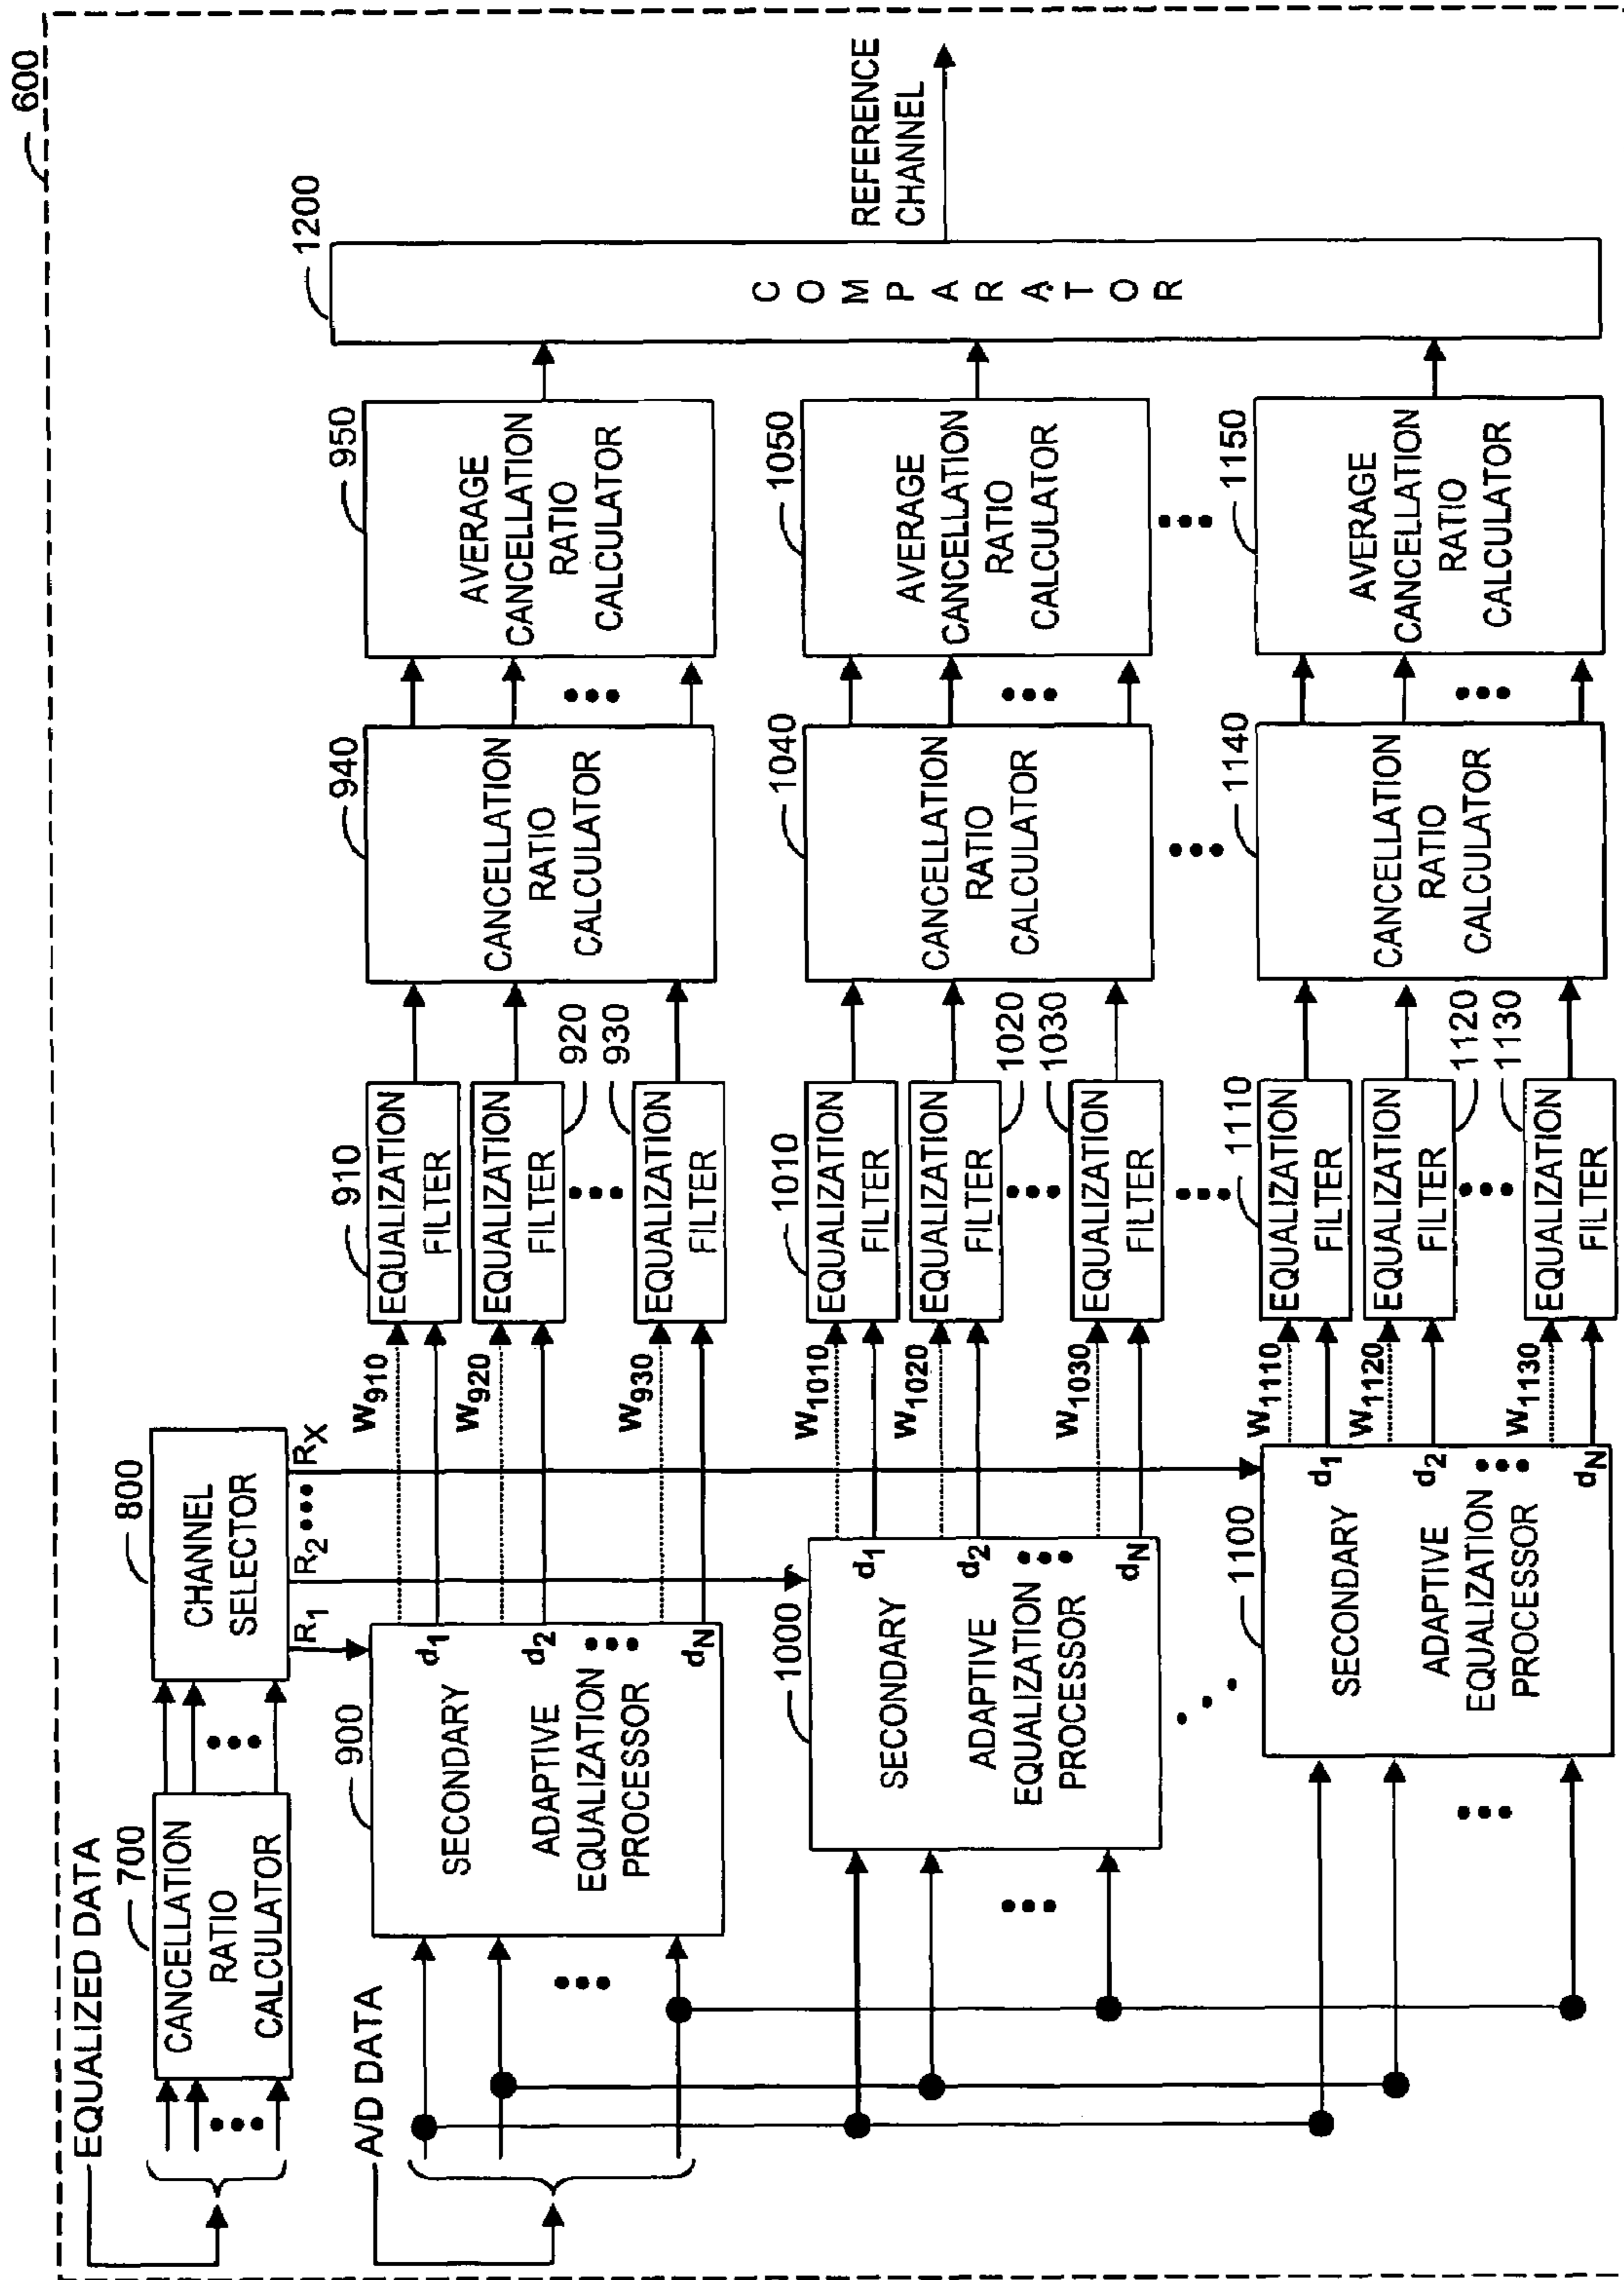 600
EQUALIZED DATA
700
CANCELLATION
RATIO
CALCULATOR
800
CHANNEL
SELECTOR
R1
R2
RX
A/D DATA
900
SECONDARY
ADAPTIVE
EQUALIZATION
PROCESSOR
d1
d2
dN
W910
W920
W930
910
EQUALIZATION
FILTER
EQUALIZATION
FILTER
920
930
EQUALIZATION
FILTER
940
CANCELLATION
RATIO
CALCULATOR
950
AVERAGE
CANCELLATION
RATIO
CALCULATOR
1000
SECONDARY
ADAPTIVE
EQUALIZATION
PROCESSOR
d1
d2
dN
W1010
W1020
W1030
1010
EQUALIZATION
FILTER
EQUALIZATION
FILTER
1020
1030
EQUALIZATION
FILTER
1040
CANCELLATION
RATIO
CALCULATOR
1050
AVERAGE
CANCELLATION
RATIO
CALCULATOR
1100
SECONDARY
ADAPTIVE
EQUALIZATION
PROCESSOR
d1
d2
dN
W1110
W1120
W1130
1110
EQUALIZATION
FILTER
EQUALIZATION
FILTER
1120
1130
EQUALIZATION
FILTER
1140
CANCELLATION
RATIO
CALCULATOR
1150
AVERAGE
CANCELLATION
RATIO
CALCULATOR
1200
COMPARATOR
REFERENCE
CHANNEL